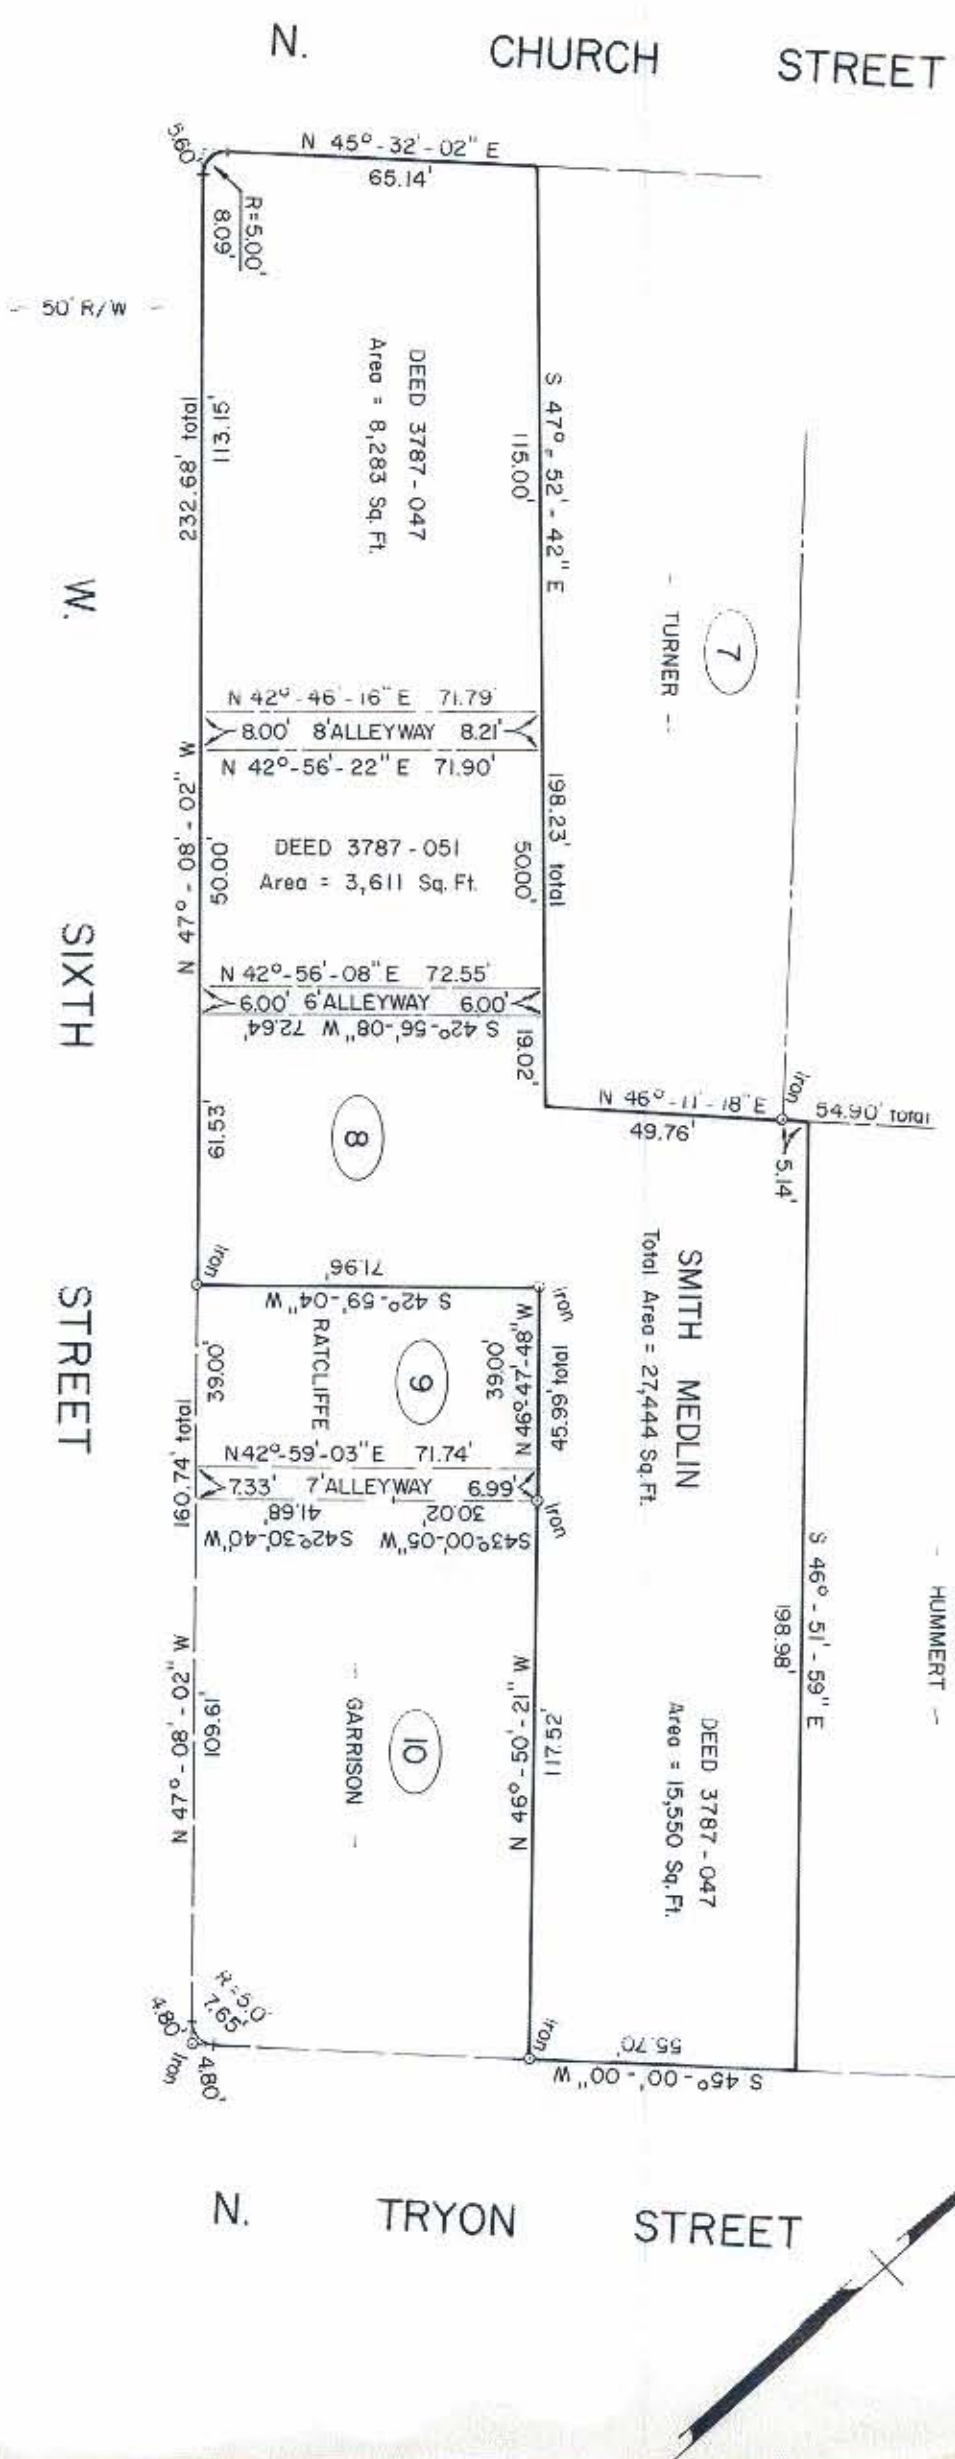 N. CHURCH STREET
N 45° - 32' - 02" E
65.14'
5.60'
R=5.00'
8.09'
50' R/W
DEED 3787 - 047
Area = 8,283 Sq. Ft.
S 47° - 52' - 42" E
115.00'
198.23' total
113.15'
232.68' total
N 47° - 08' - 02" W
7
- TURNER -
N 42° - 46' - 16" E 71.79'
8.00' 8' ALLEYWAY 8.21'
N 42° - 56' - 22" E 71.90'
DEED 3787 - 051
Area = 3,611 Sq. Ft.
50.00'
50.00'
N 42° - 56' - 08" E 72.55'
6.00' 6' ALLEYWAY 6.00'
S 42° - 56' - 08" W 72.64'
19.02'
N 46° - 11' - 18" E
49.76'
Iron
54.90' total
5.14'
61.53'
8
W. SIXTH STREET
SMITH MEDLIN
Total Area = 27,444 Sq. Ft.
Iron
71.96'
S 42° - 59' - 04" W
Iron
45.99' total
N 46° - 47' - 48" W
39.00'
9
RATCLIFFE
39.00'
160.74' total
N 42° - 59' - 03" E 71.74'
7.33' 7' ALLEYWAY 6.99'
41.68' 30.02'
S 42° - 30' - 40" W S 43° - 00' - 05" W
Iron
S 46° - 51' - 59" E
198.98'
- HUMMERT -
DEED 3787 - 047
Area = 15,550 Sq. Ft.
N 46° - 50' - 21" W
117.52'
10
- GARRISON -
109.61'
N 47° - 08' - 02" W
R = 5.0'
7.65'
4.80'
Iron
4.80'
Iron
55.70'
S 45° - 00' - 00" W
N. TRYON STREET